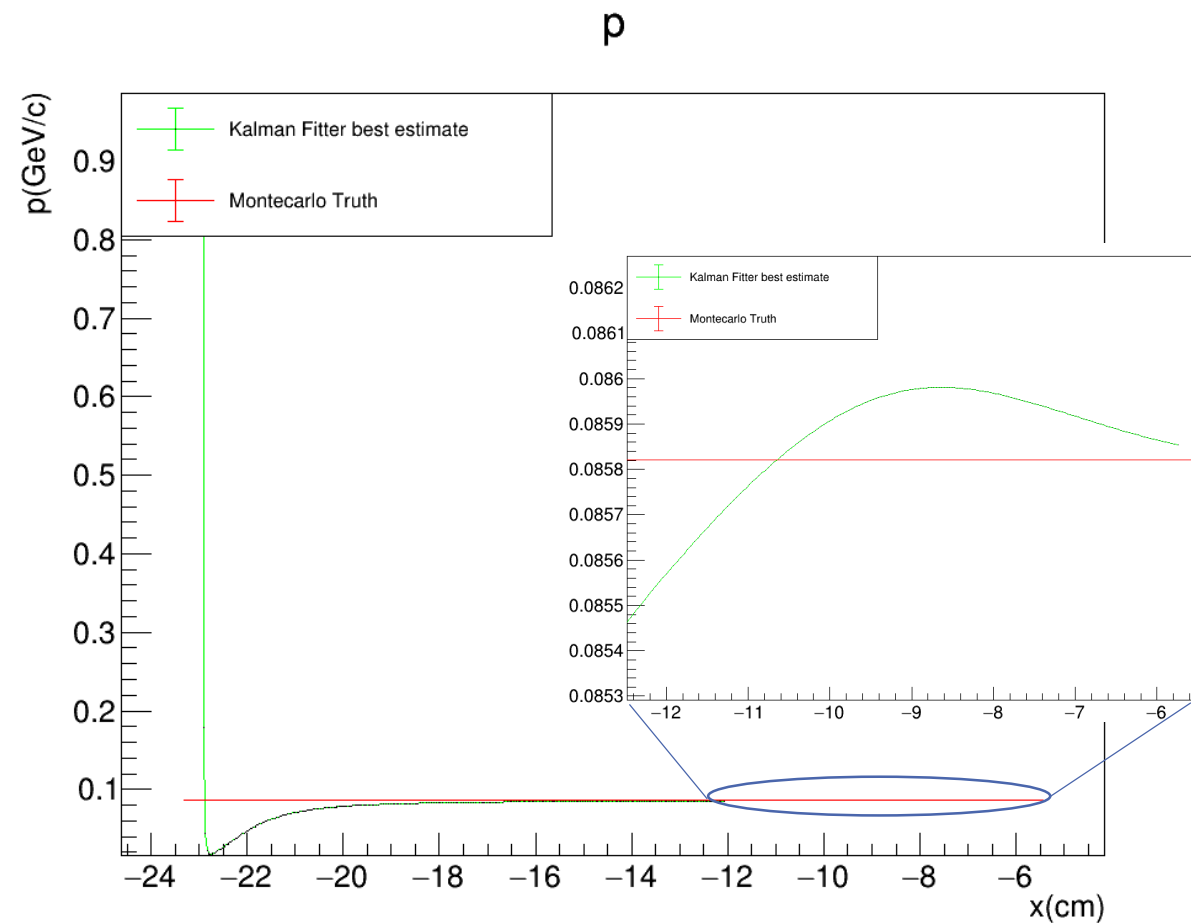 p
p(GeV/c)
Kalman Fitter best estimate
Montecarlo Truth
0.9
0.8
0.7
0.6
0.5
0.4
0.3
0.2
0.1
−24 −22 −20 −18 −16 −14 −12 −10 −8 −6
x(cm)
Kalman Fitter best estimate
Montecarlo Truth
0.0862
0.0861
0.086
0.0859
0.0858
0.0857
0.0856
0.0855
0.0854
0.0853
−12 −11 −10 −9 −8 −7 −6